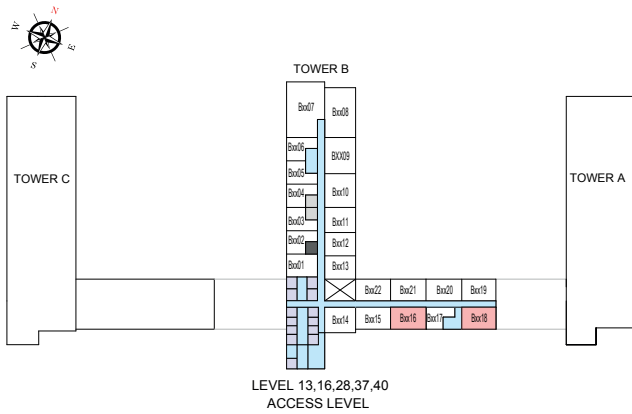 N
W
E
S
TOWER B
Bxx07
Bxx08
Bxx06
BXX09
Bxx05
TOWER C
TOWER A
Bxx04
Bxx10
Bxx03
Bxx11
Bxx02
Bxx12
Bxx01
Bxx13
Bxx22
Bxx21
Bxx20
Bxx19
Bxx14
Bxx15
Bxx16
Bxx17
Bxx18
LEVEL 13,16,28,37,40
ACCESS LEVEL